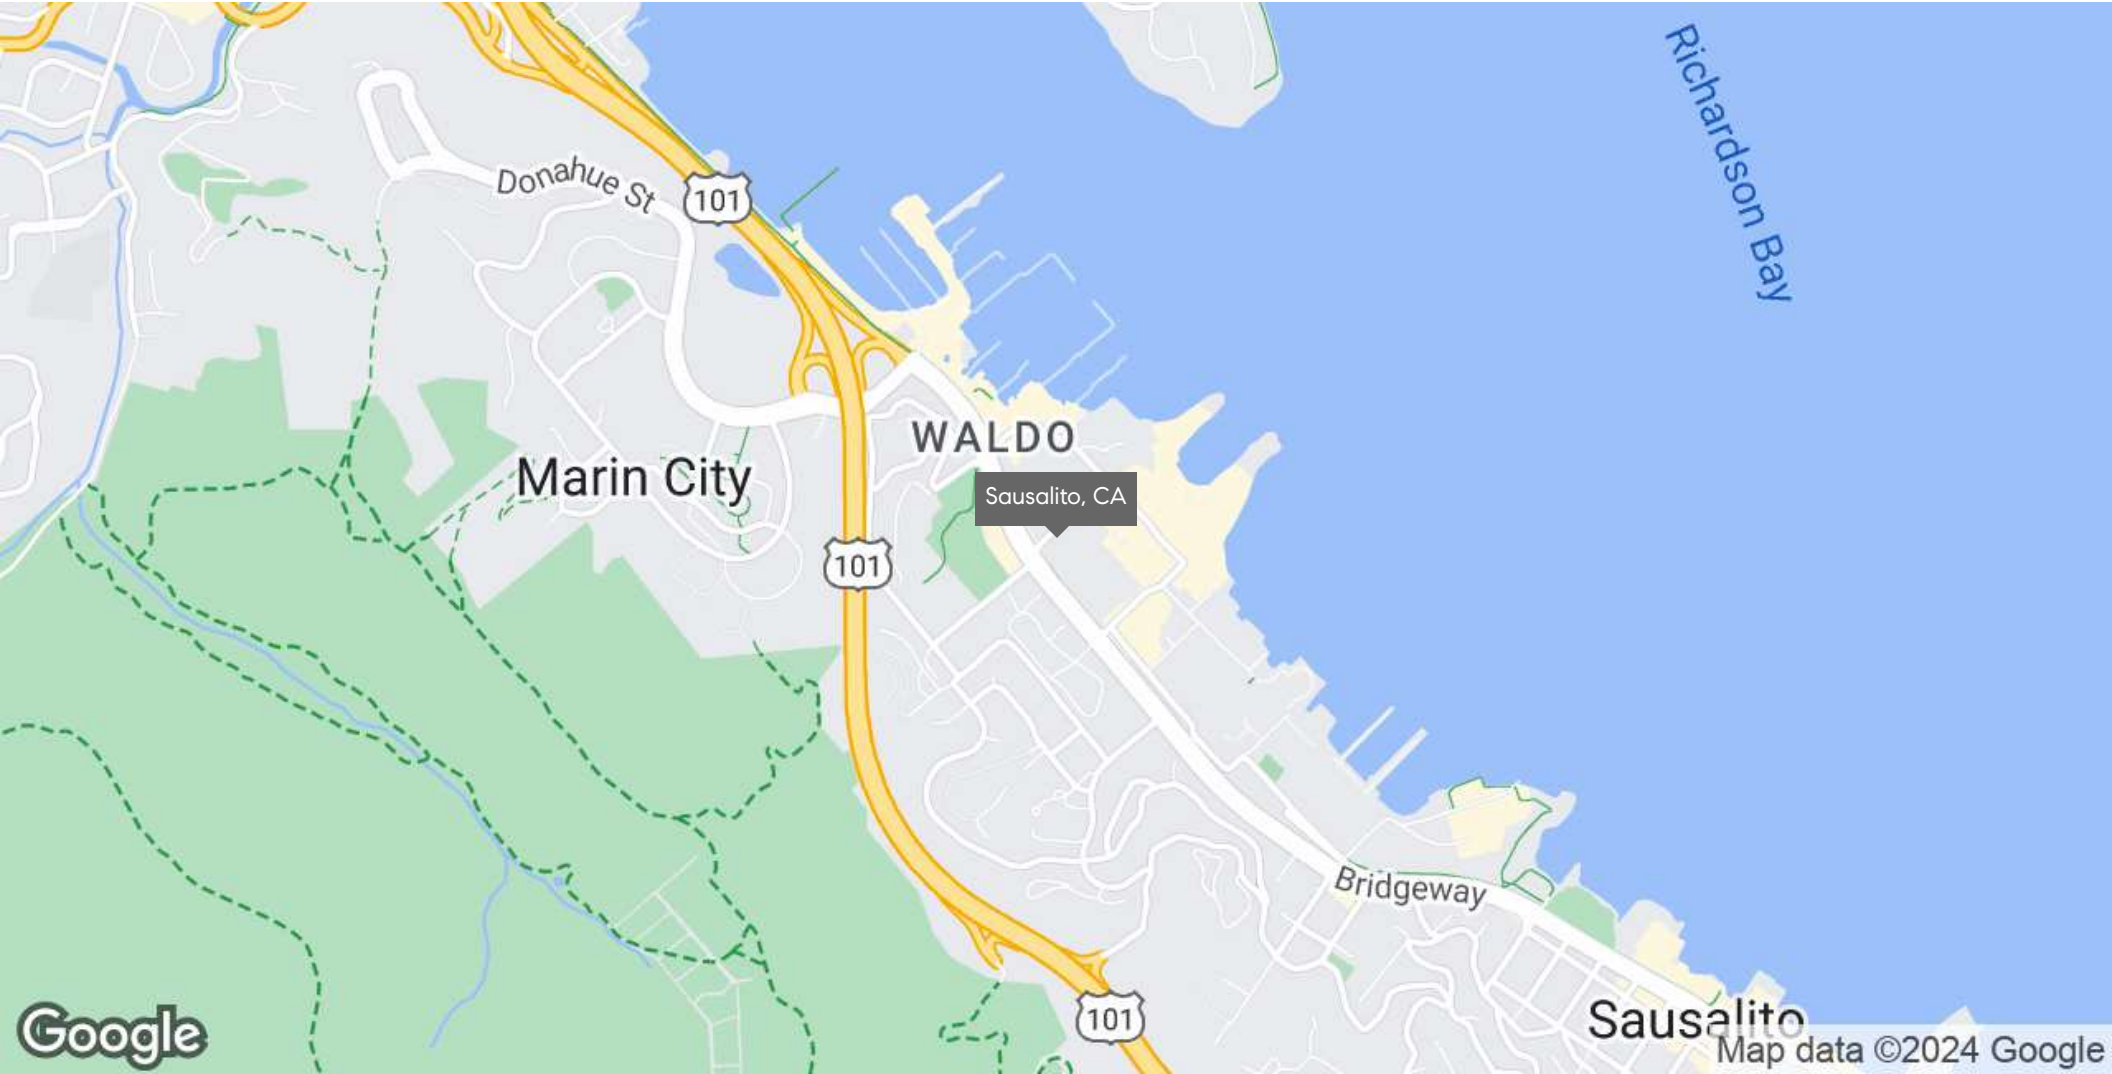 Richardson Bay
Donahue St
101
WALDO
Marin City
Sausalito, CA
101
Bridgeway
101
Sausalito
Google
Map data ©2024 Google